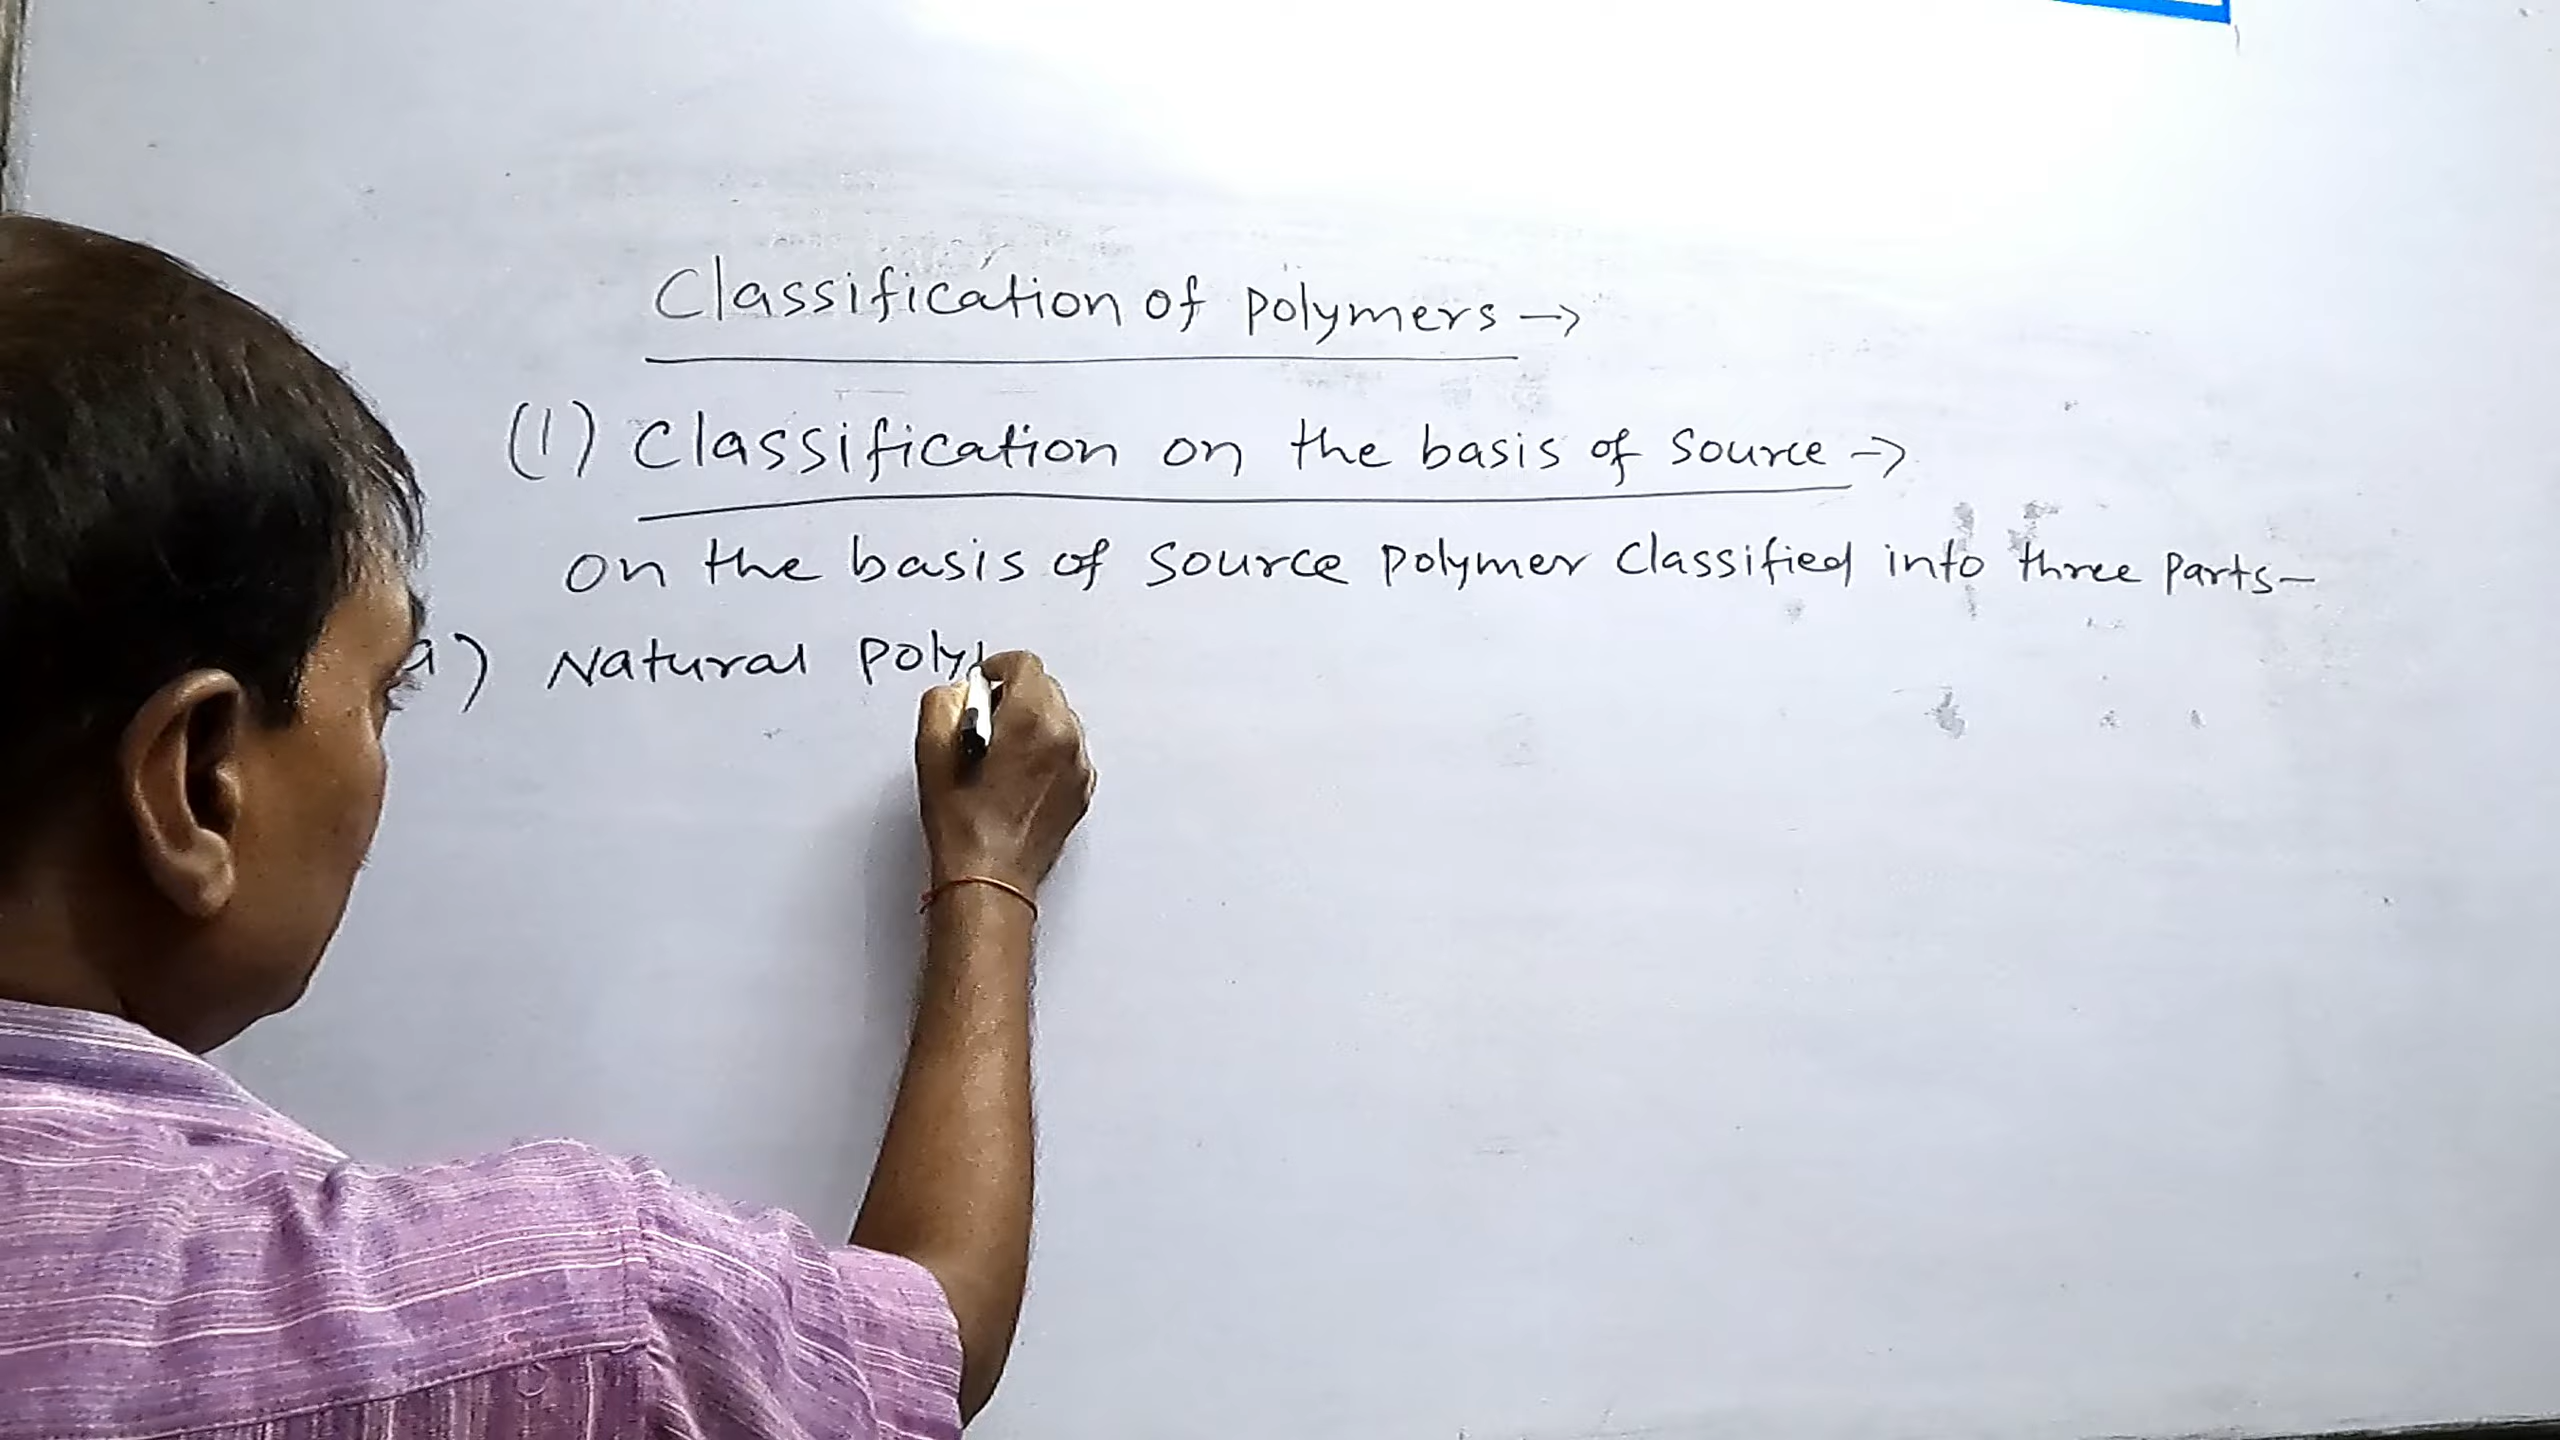 Classification of polymers →
(1) Classification on the basis of source →
on the basis of source polymer classified into three parts-
a) Natural poly